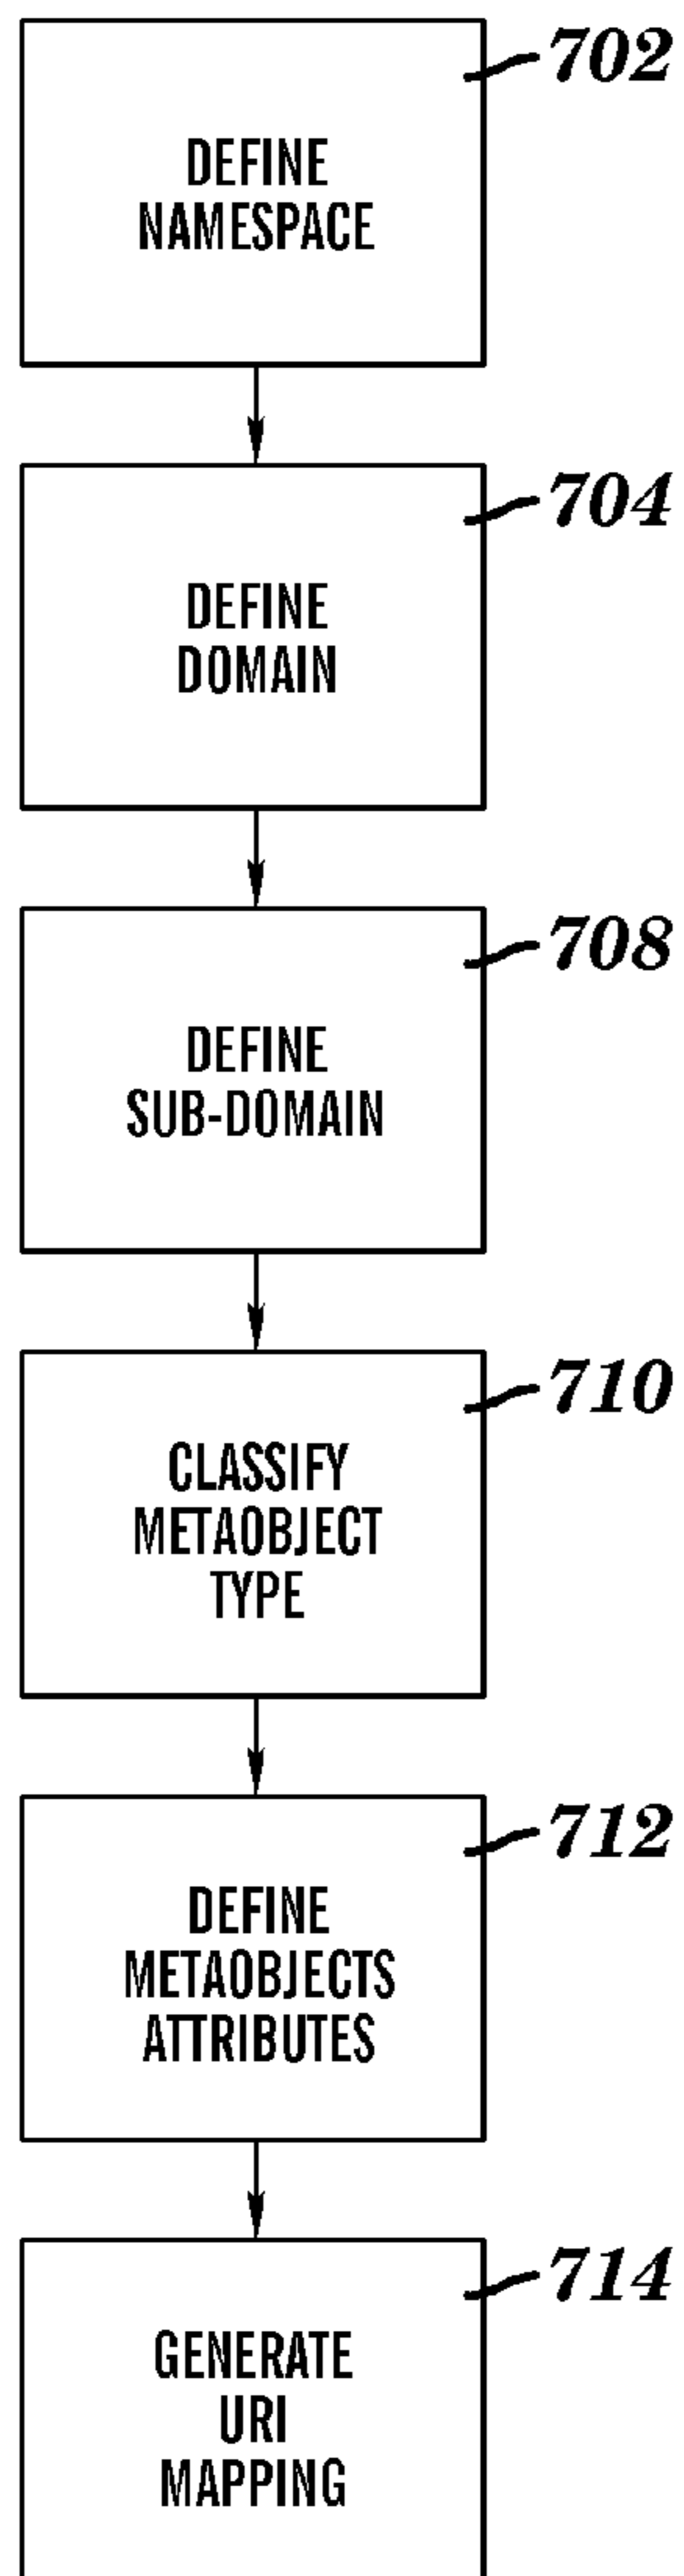 702
DEFINE
NAMESPACE
704
DEFINE
DOMAIN
708
DEFINE
SUB-DOMAIN
710
CLASSIFY
METAOBJECT
TYPE
712
DEFINE
METAOBJECTS
ATTRIBUTES
714
GENERATE
URI
MAPPING